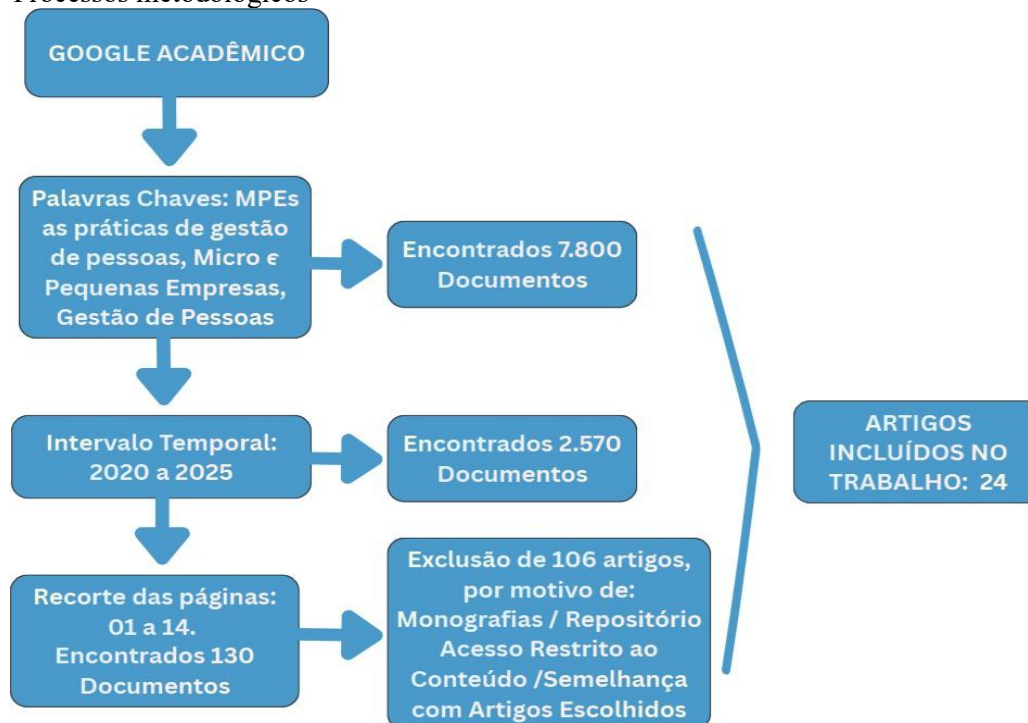 Processos metodológicos
GOOGLE ACADÊMICO
Palavras Chaves: MPEs
as práticas de gestão
de pessoas, Micro e
Pequenas Empresas,
Gestão de Pessoas
Encontrados 7.800
Documentos
Intervalo Temporal:
2020 a 2025
Encontrados 2.570
Documentos
Recorte das páginas:
01 a 14.
Encontrados 130
Documentos
Exclusão de 106 artigos,
por motivo de:
Monografias / Repositório
Acesso Restrito ao
Conteúdo /Semelhança
com Artigos Escolhidos
ARTIGOS
INCLUÍDOS NO
TRABALHO: 24